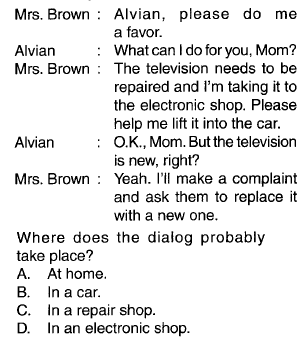 Mrs. Brown : Alvian, please do me
a favor.
Alvian : What can I do for you, Mom?
Mrs. Brown : The television needs to be
repaired and I'm taking it to
the electronic shop. Please
help me lift it into the car.
Alvian : O.K., Mom. But the television
is new, right?
Mrs. Brown : Yeah. I'll make a complaint
and ask them to replace it
with a new one.
Where does the dialog probably
take place?
A. At home.
B. In a car.
C. In a repair shop.
D. In an electronic shop.